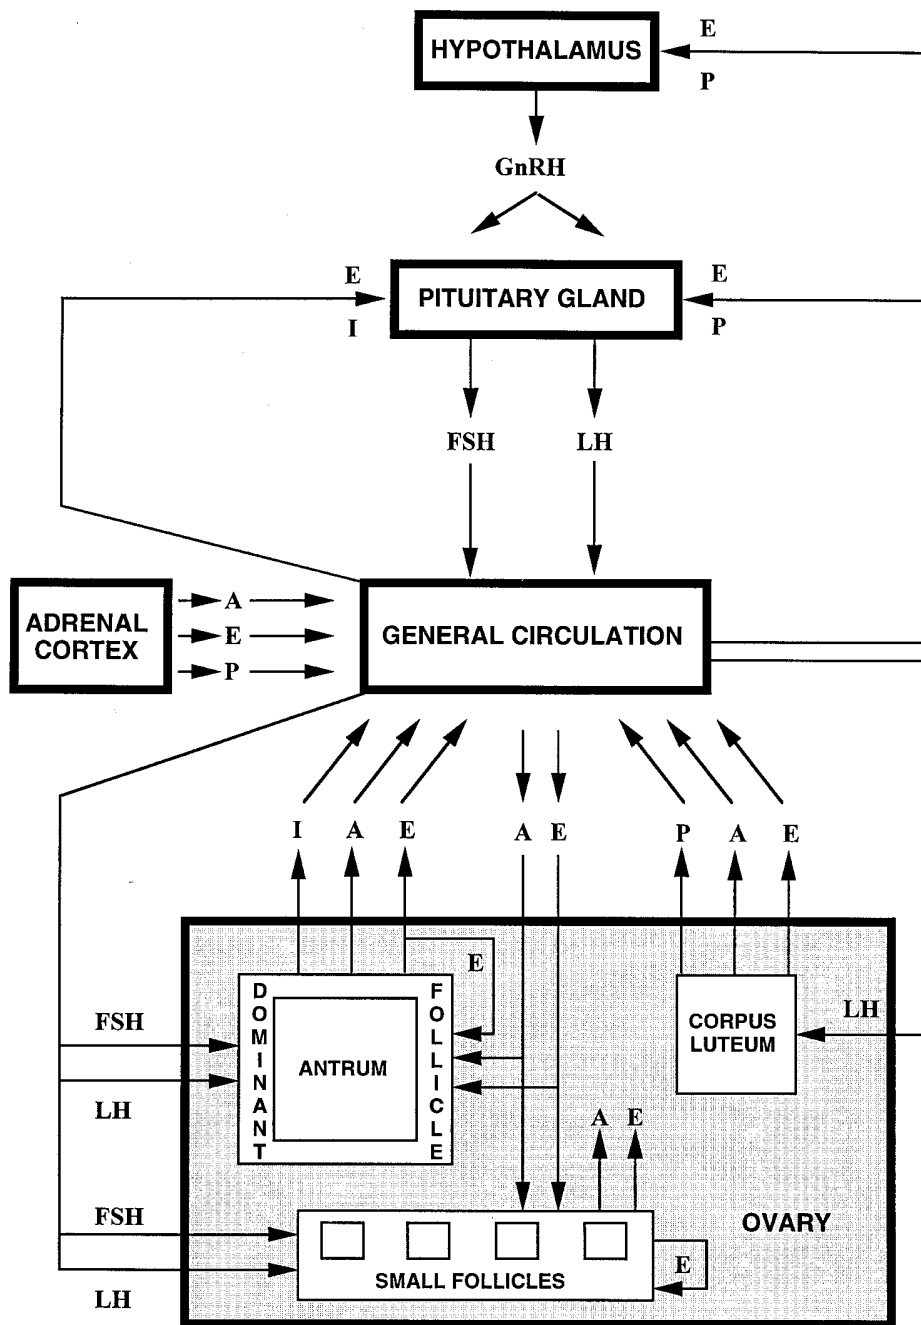 E
HYPOTHALAMUS
P
GnRH
E
E
PITUITARY GLAND
I
P
FSH
LH
ADRENAL
CORTEX
A
E
P
GENERAL CIRCULATION
I
A
E
A
E
P
A
E
E
DOMINANT
FOLLICLE
ANTRUM
FSH
LH
CORPUS
LUTEUM
LH
A
E
FSH
LH
SMALL FOLLICLES
E
OVARY